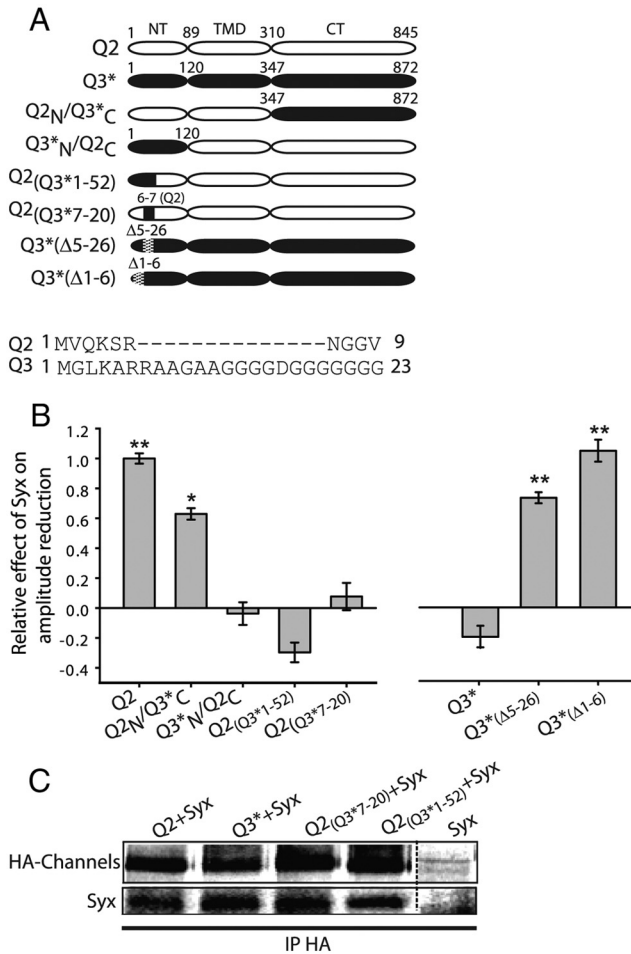 A
1 NT 89 TMD 310 CT 845
Q2
1 120 347 872
Q3*
347 872
Q2N/Q3*C
1 120
Q3*N/Q2C
Q2(Q3*1-52)
6-7 (Q2)
Q2(Q3*7-20)
Δ5-26
Q3*(Δ5-26)
Δ1-6
Q3*(Δ1-6)
Q2 1 MVQKSR--------------NGGV 9
Q3 1 MGLKARRAAGAAGGGGDGGGGGGG 23
B
Relative effect of Syx on
amplitude reduction
1.2
1.0
0.8
0.6
0.4
0.2
0.0
-0.2
-0.4
** * ** **
Q2
Q2N/Q3*C
Q3*N/Q2C
Q2(Q3*1-52)
Q2(Q3*7-20)
Q3*
Q3*(Δ5-26)
Q3*(Δ1-6)
C
Q2+Syx
Q3*+Syx
Q2(Q3*7-20)+Syx
Q2(Q3*1-52)+Syx
Syx
HA-Channels
Syx
IP HA